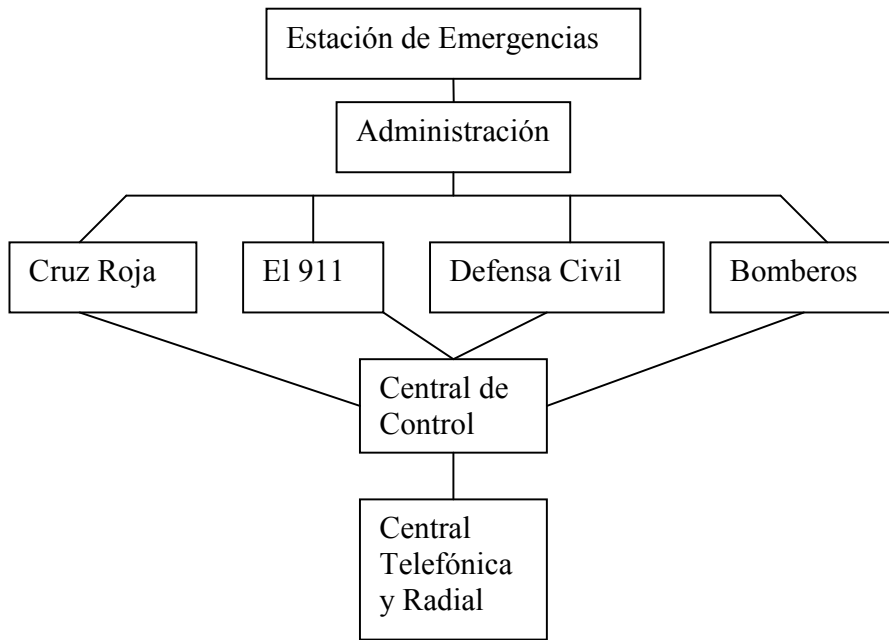 Estación de Emergencias
Administración
Cruz Roja
El 911
Defensa Civil
Bomberos
Central de
Control
Central
Telefónica
y Radial